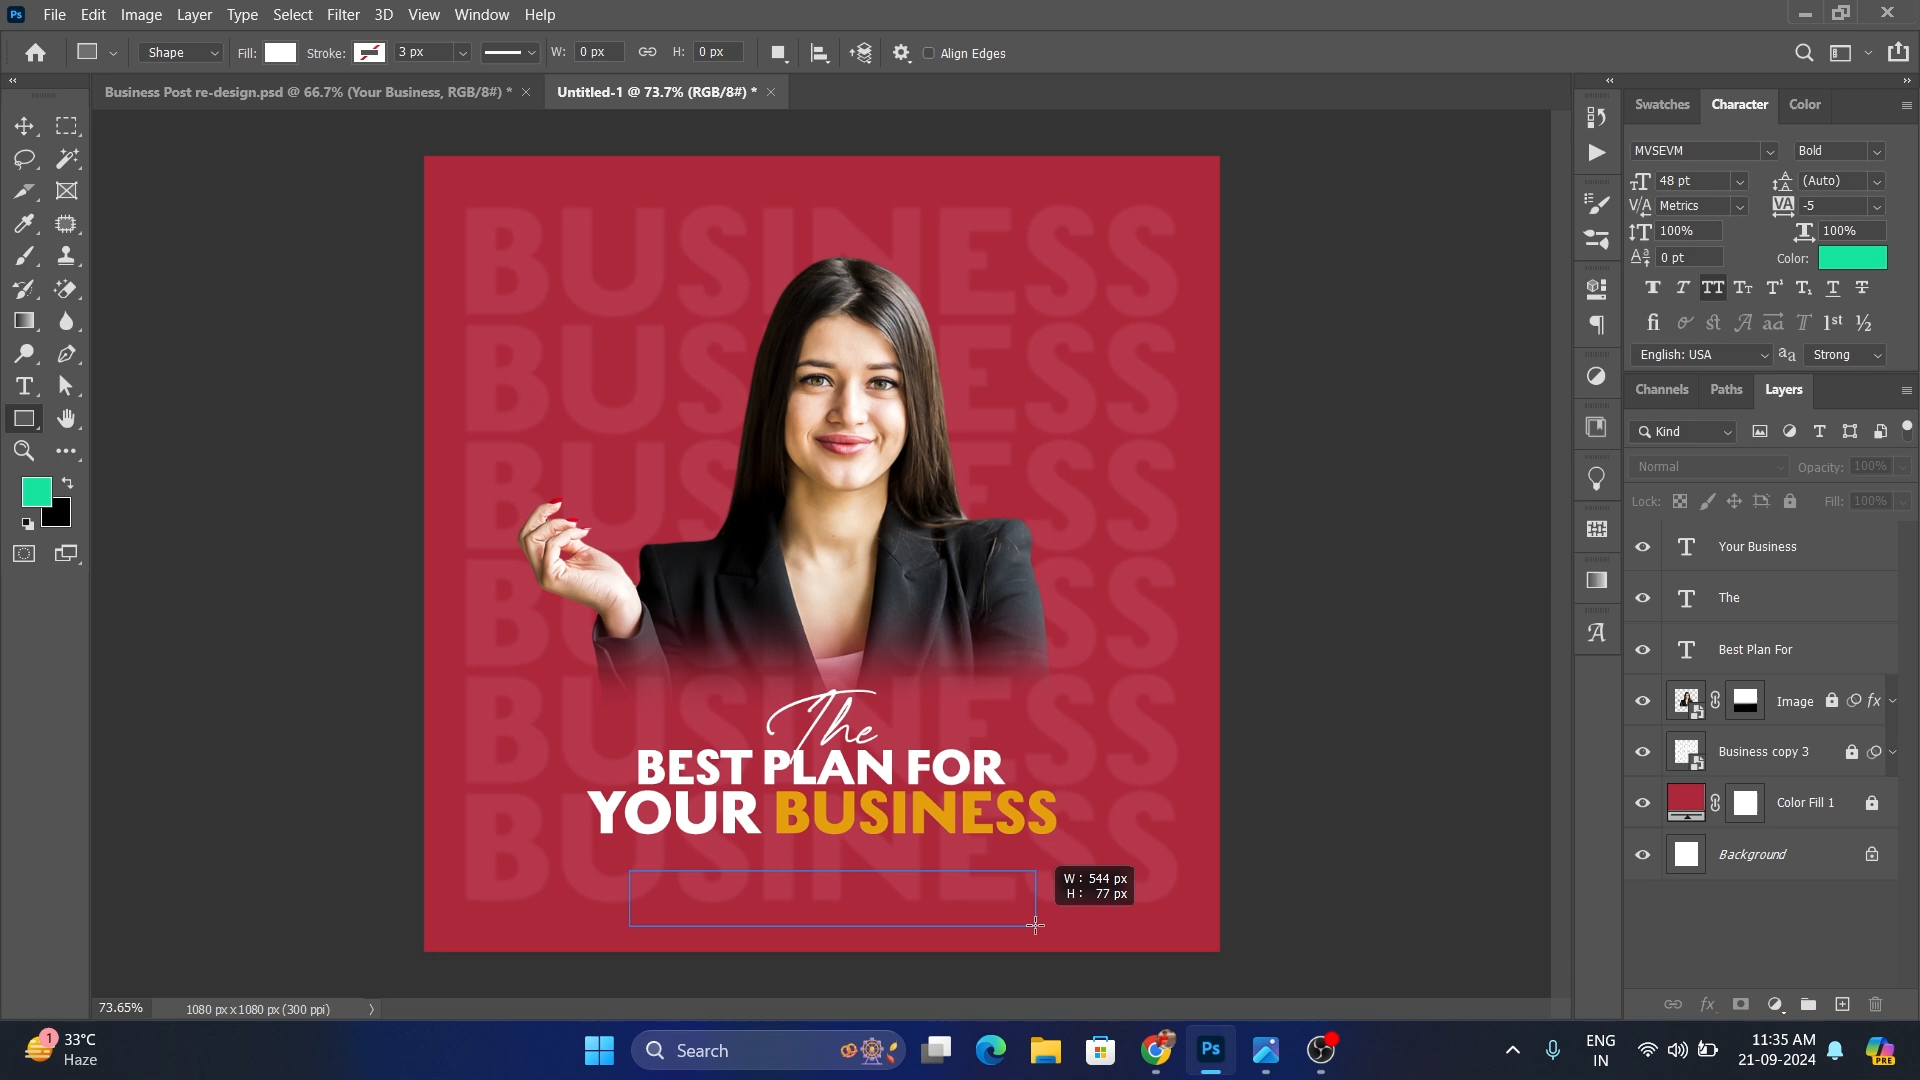 Ps File Edit Image Layer Type Select Filter 3D View Window Help
Shape Fill: Stroke: 3 px W: 0 px H: 0 px Align Edges
Business Post re-design.psd @ 66.7% (Your Business, RGB/8#) * Untitled-1 @ 73.7% (RGB/8#) *
Swatches Character Color
MVSEVM Bold
48 pt (Auto)
Metrics -5
100% 100%
0 pt Color:
English: USA Strong
Channels Paths Layers
Kind
Normal Opacity: 100%
Lock: Fill: 100%
Your Business
The
Best Plan For
Image fx
Business copy 3
Color Fill 1
Background
BUSINESS
BUSINESS
BUSINESS
BUSINESS
BUSINESS
BUSINESS
The
BEST PLAN FOR
YOUR BUSINESS
W: 544 px
H: 77 px
73.65% 1080 px x 1080 px (300 ppi)
1 33°C
Haze
Search
Ps
ENG
IN
11:35 AM
21-09-2024
PRE